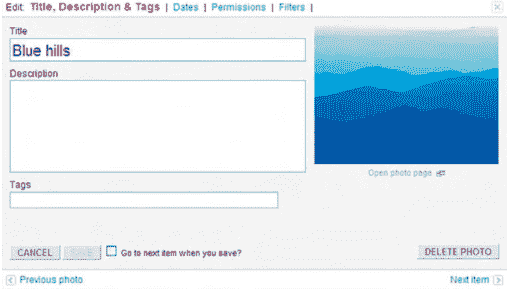 Edit: Title, Description & Tags | Dates | Permissions | Filters |
Title
Blue hills
Description
Open photo page
Tags
CANCEL SAVE Go to next item when you save? DELETE PHOTO
Previous photo Next item